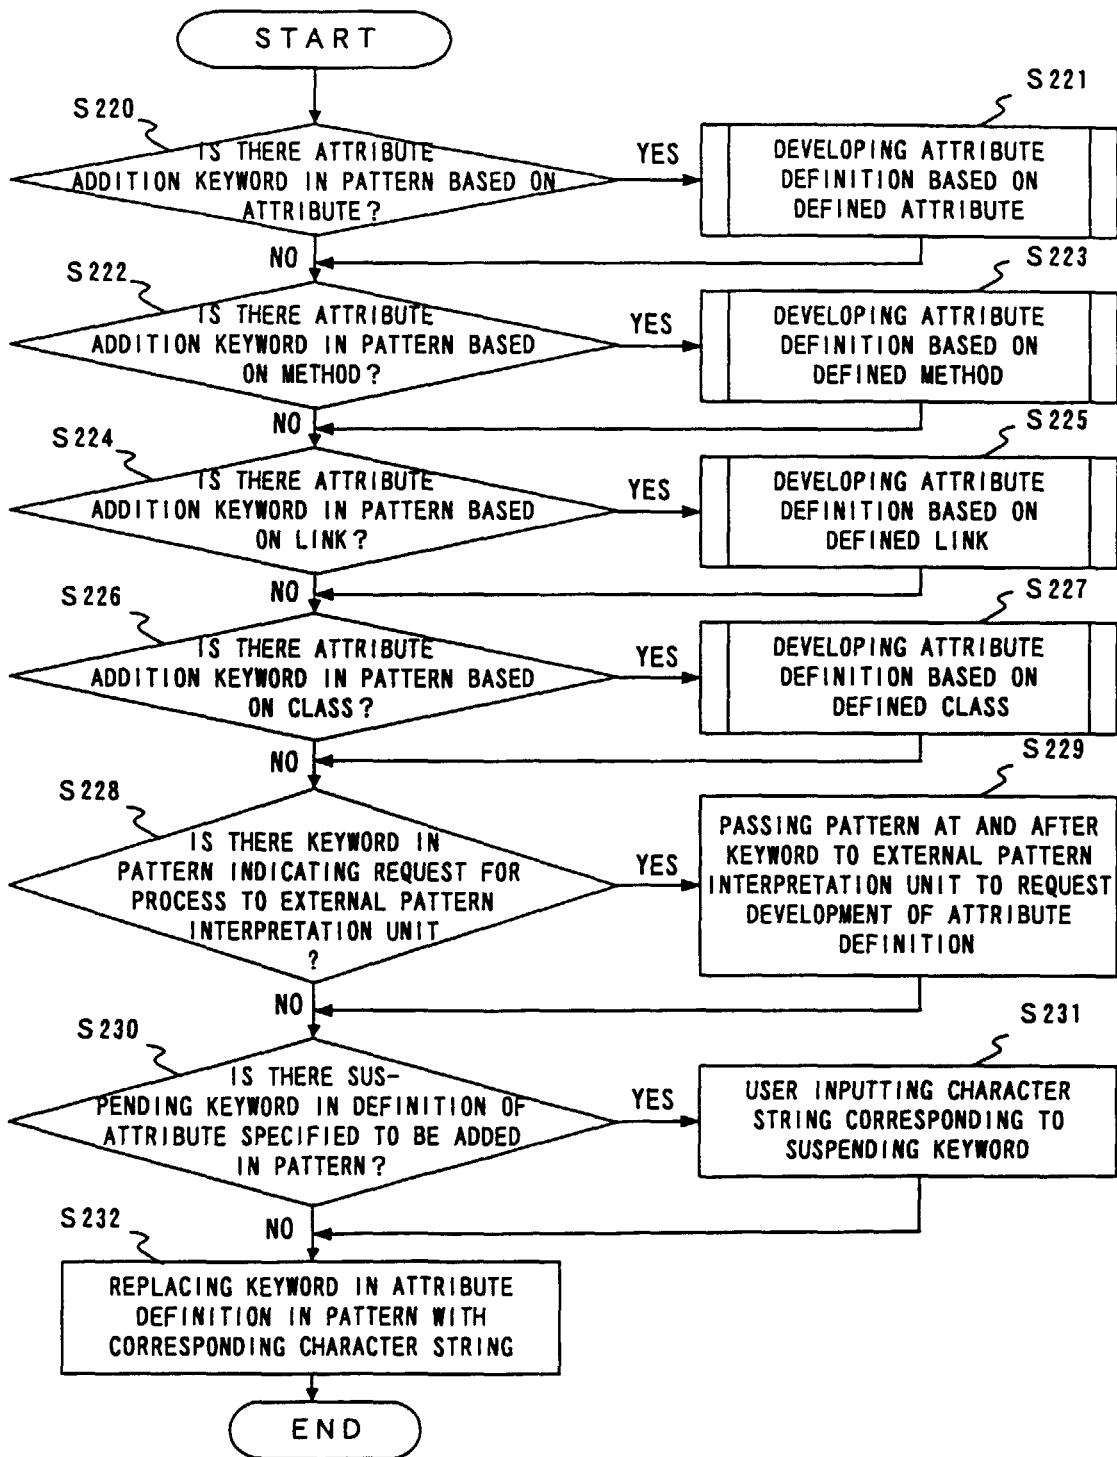 START
S220
IS THERE ATTRIBUTE
ADDITION KEYWORD IN PATTERN BASED ON
ATTRIBUTE?
YES
S221
DEVELOPING ATTRIBUTE
DEFINITION BASED ON
DEFINED ATTRIBUTE
NO
S222
IS THERE ATTRIBUTE
ADDITION KEYWORD IN PATTERN BASED
ON METHOD?
YES
S223
DEVELOPING ATTRIBUTE
DEFINITION BASED ON
DEFINED METHOD
NO
S224
IS THERE ATTRIBUTE
ADDITION KEYWORD IN PATTERN BASED
ON LINK?
YES
S225
DEVELOPING ATTRIBUTE
DEFINITION BASED ON
DEFINED LINK
NO
S226
IS THERE ATTRIBUTE
ADDITION KEYWORD IN PATTERN BASED
ON CLASS?
YES
S227
DEVELOPING ATTRIBUTE
DEFINITION BASED ON
DEFINED CLASS
NO
S228
IS THERE KEYWORD IN
PATTERN INDICATING REQUEST FOR
PROCESS TO EXTERNAL PATTERN
INTERPRETATION UNIT
?
YES
S229
PASSING PATTERN AT AND AFTER
KEYWORD TO EXTERNAL PATTERN
INTERPRETATION UNIT TO REQUEST
DEVELOPMENT OF ATTRIBUTE
DEFINITION
NO
S230
IS THERE SUS-
PENDING KEYWORD IN DEFINITION OF
ATTRIBUTE SPECIFIED TO BE ADDED
IN PATTERN?
YES
S231
USER INPUTTING CHARACTER
STRING CORRESPONDING TO
SUSPENDING KEYWORD
NO
S232
REPLACING KEYWORD IN ATTRIBUTE
DEFINITION IN PATTERN WITH
CORRESPONDING CHARACTER STRING
END